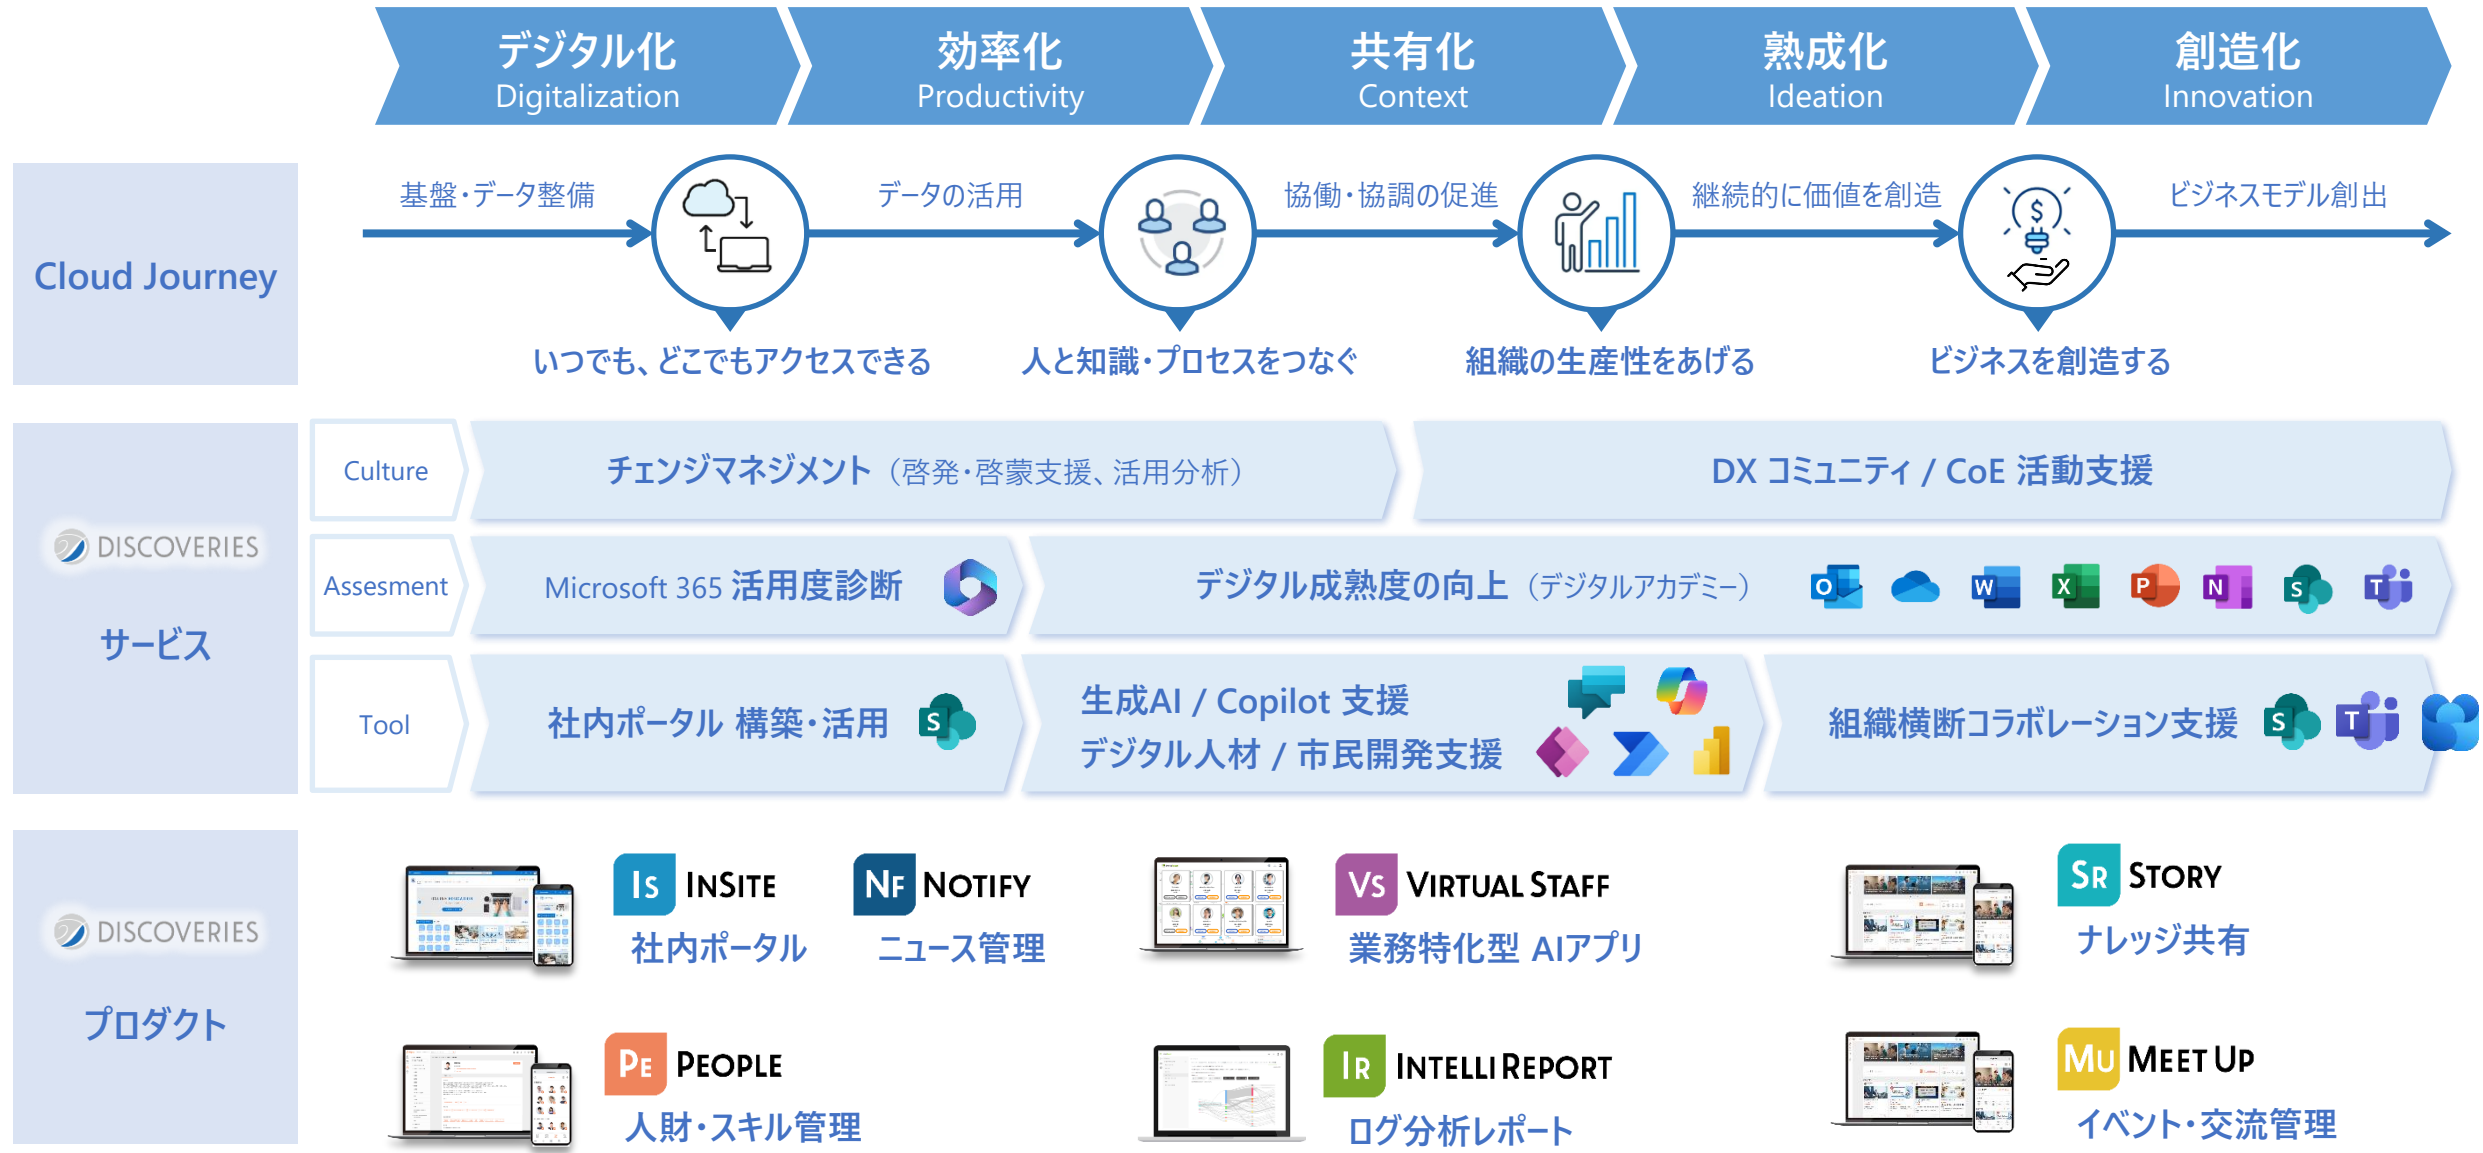 デジタル化
Digitalization
効率化
Productivity
共有化
Context
熟成化
Ideation
創造化
Innovation
Cloud Journey
基盤・データ整備
データの活用
協働・協調の促進
継続的に価値を創造
ビジネスモデル創出
$
いつでも、どこでもアクセスできる
人と知識・プロセスをつなぐ
組織の生産性をあげる
ビジネスを創造する
DISCOVERIES
サービス
Culture
チェンジマネジメント（啓発・啓蒙支援、活用分析）
DX コミュニティ / CoE 活動支援
Assesment
Microsoft 365 活用度診断
デジタル成熟度の向上（デジタルアカデミー）
O
W
X
P
N
S
T
Tool
社内ポータル 構築・活用
S
生成AI / Copilot 支援
デジタル人材 / 市民開発支援
組織横断コラボレーション支援
S
T
DISCOVERIES
プロダクト
Is INSITE
社内ポータル
NF NOTIFY
ニュース管理
Vs VIRTUAL STAFF
業務特化型 AIアプリ
SR STORY
ナレッジ共有
PE PEOPLE
人財・スキル管理
IR INTELLIREPORT
ログ分析レポート
MU MEET UP
イベント・交流管理